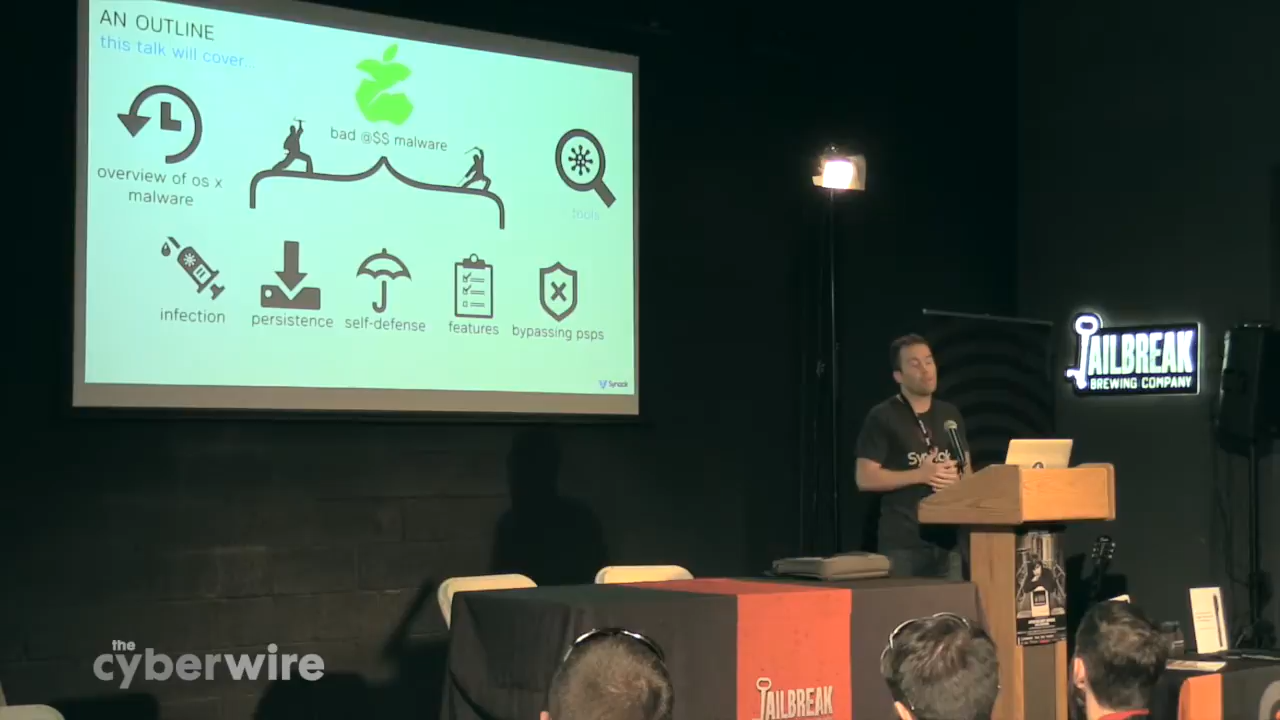 AN OUTLINE
this talk will cover...
bad @$$ malware
overview of os x
malware
tools
infection
persistence
self-defense
features
bypassing psps
Synack
JAILBREAK
BREWING COMPANY
the
cyberwire
JAILBREAK